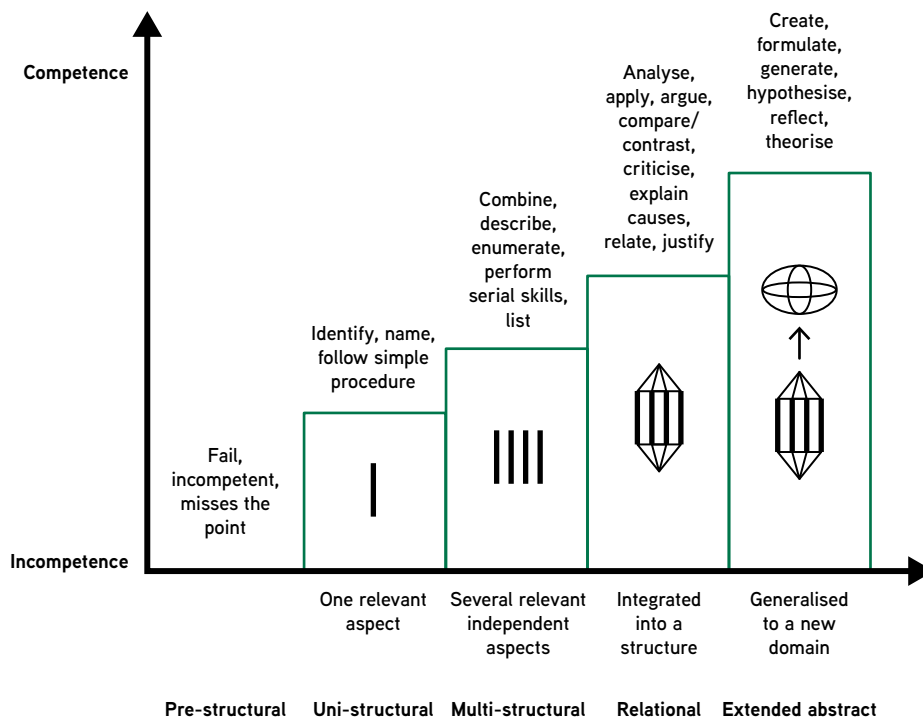 Competence
Incompetence
Fail,
incompetent,
misses the
point
Identify, name,
follow simple
procedure
Combine,
describe,
enumerate,
perform
serial skills,
list
Analyse,
apply, argue,
compare/
contrast,
criticise,
explain
causes,
relate, justify
Create,
formulate,
generate,
hypothesise,
reflect,
theorise
One relevant
aspect
Several relevant
independent
aspects
Integrated
into a
structure
Generalised
to a new
domain
Pre-structural
Uni-structural
Multi-structural
Relational
Extended abstract